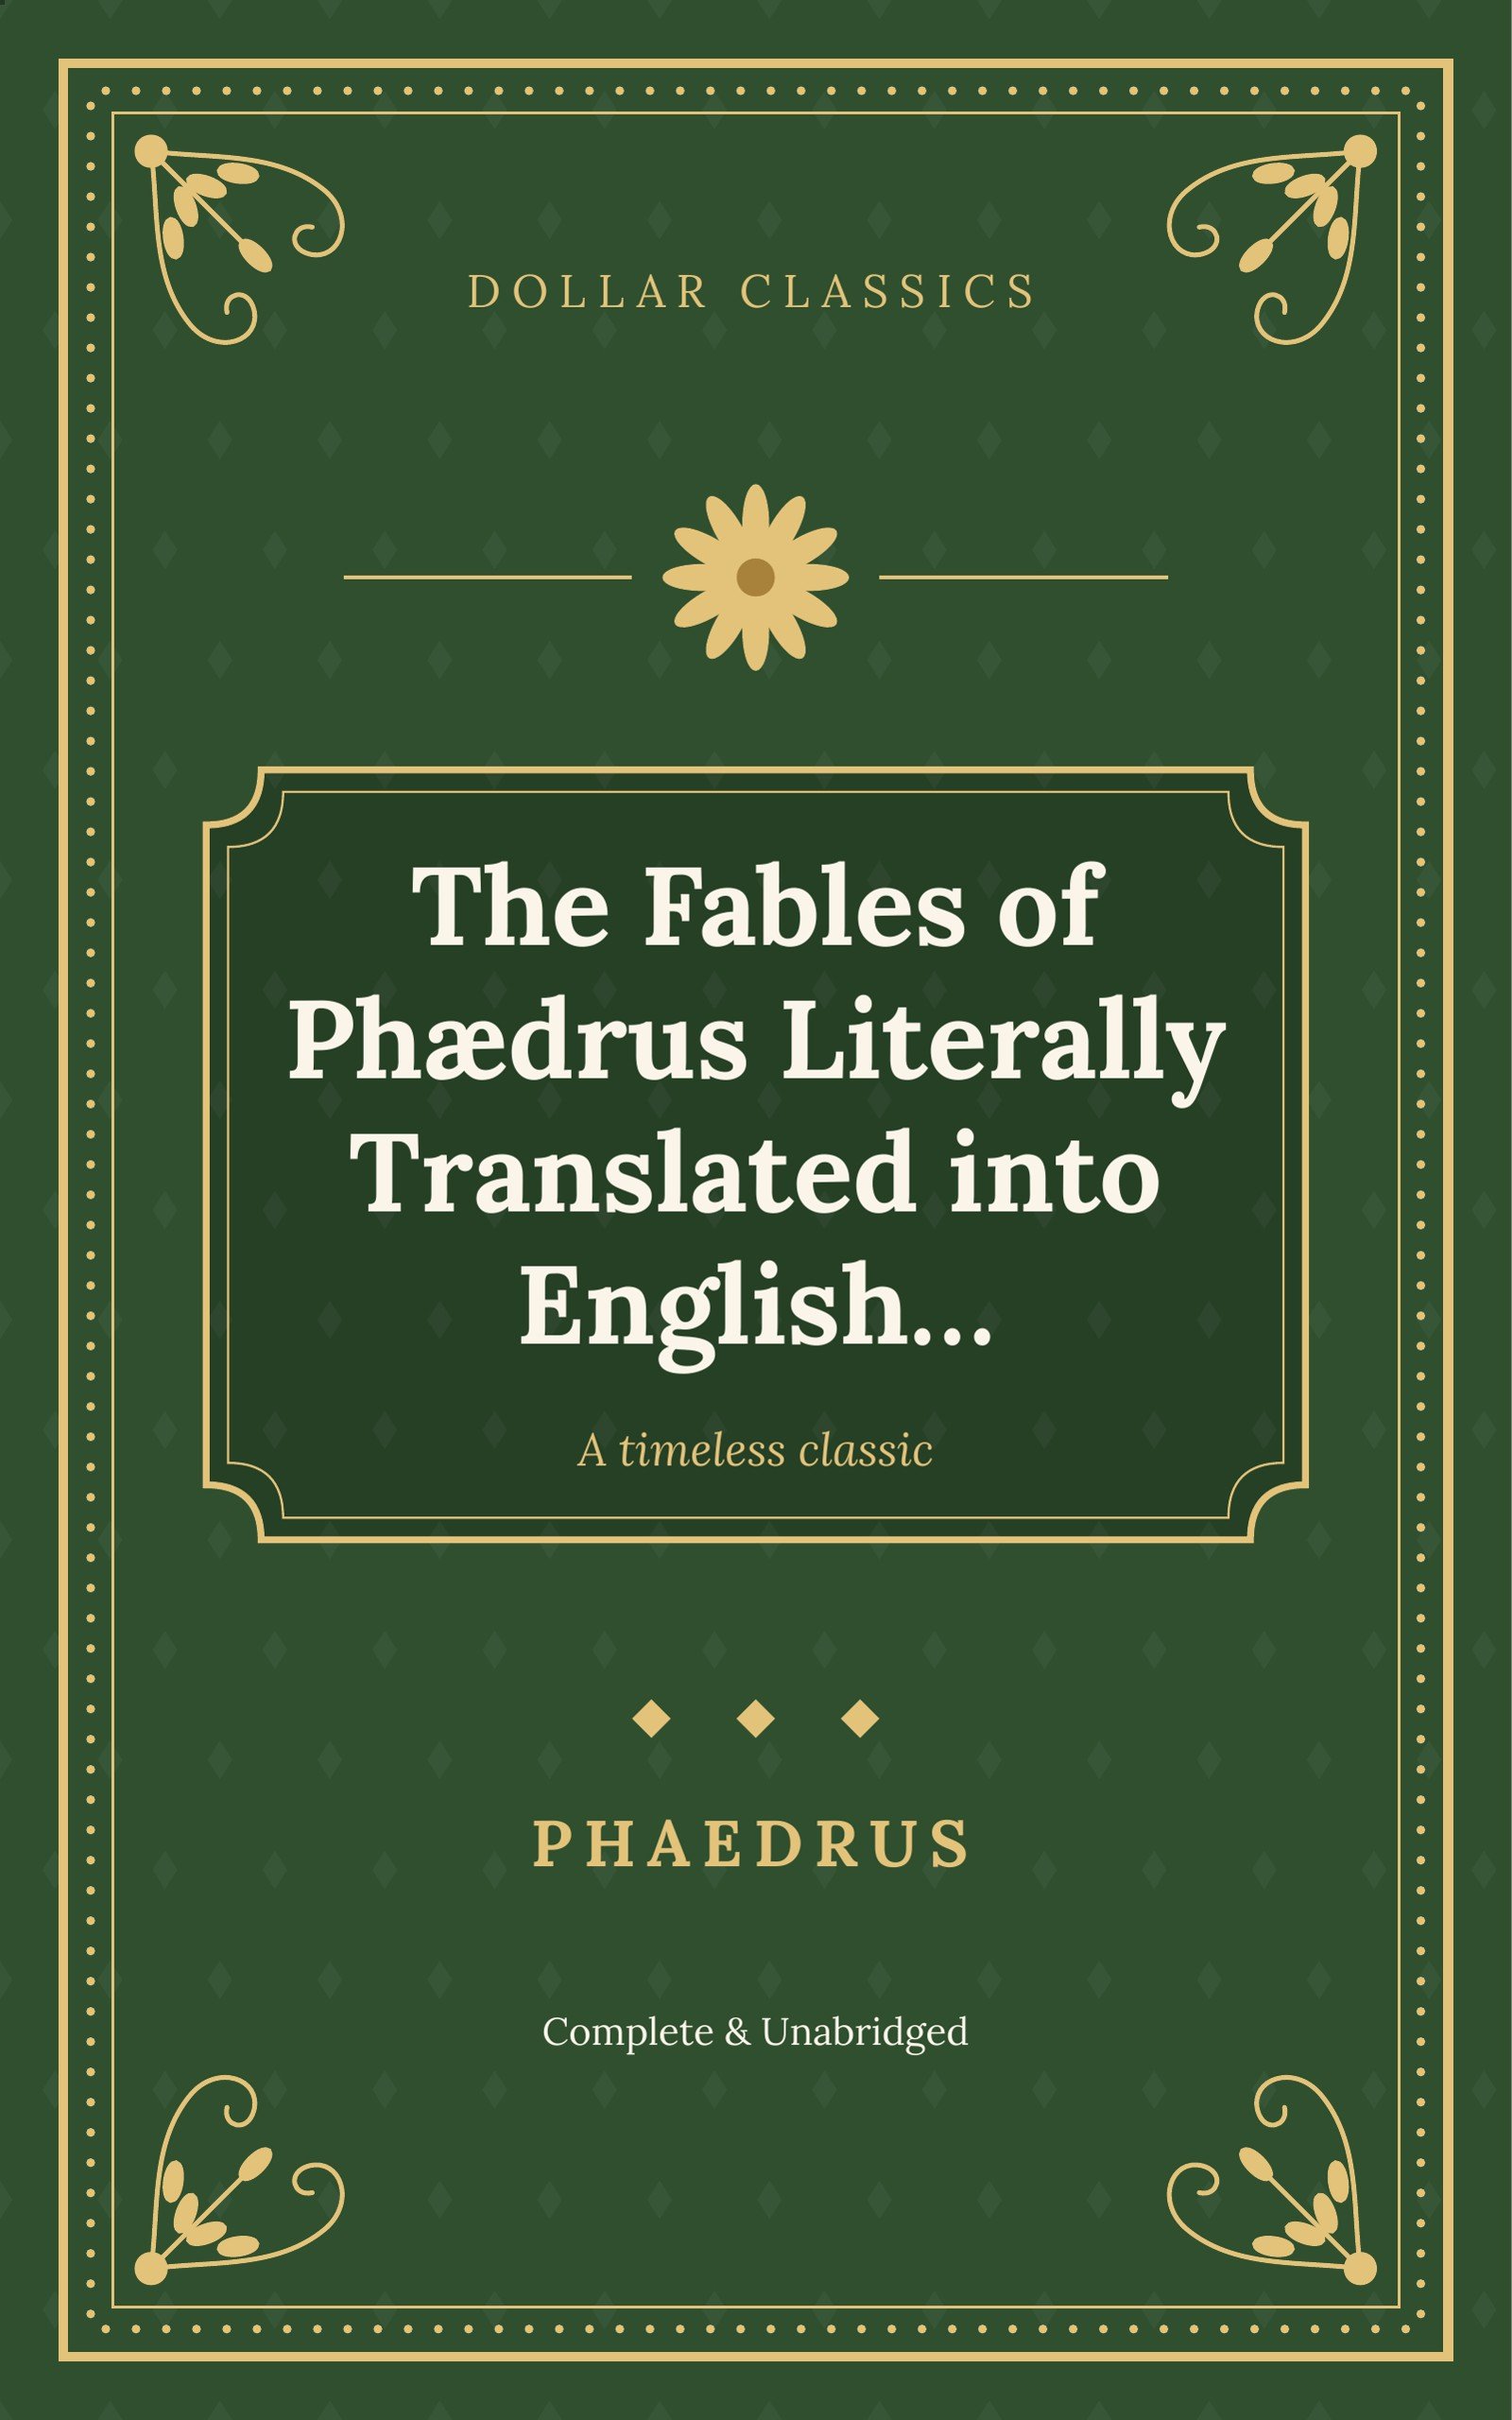 DOLLAR CLASSICS
The Fables of
Phædrus Literally
Translated into
English...
A timeless classic
PHAEDRUS
Complete & Unabridged